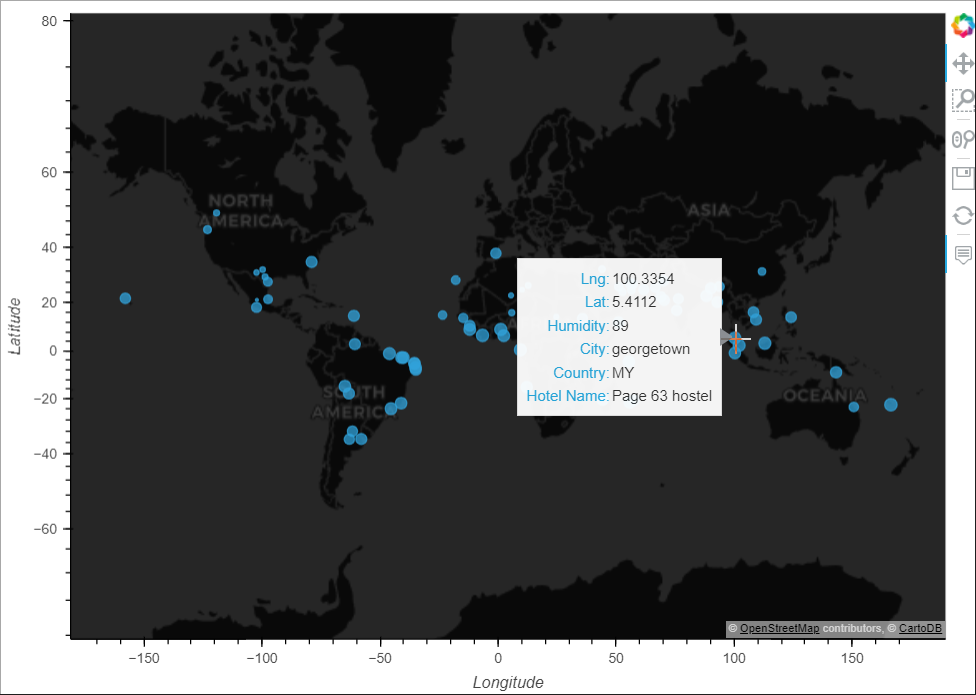 80
60
40
20
0
−20
−40
−60
Latitude
NORTH
AMERICA
ASIA
SOUTH
AMERICA
OCEANIA
Lng: 100.3354
Lat: 5.4112
Humidity: 89
City: georgetown
Country: MY
Hotel Name: Page 63 hostel
© OpenStreetMap contributors, © CartoDB
−150
−100
−50
0
50
100
150
Longitude